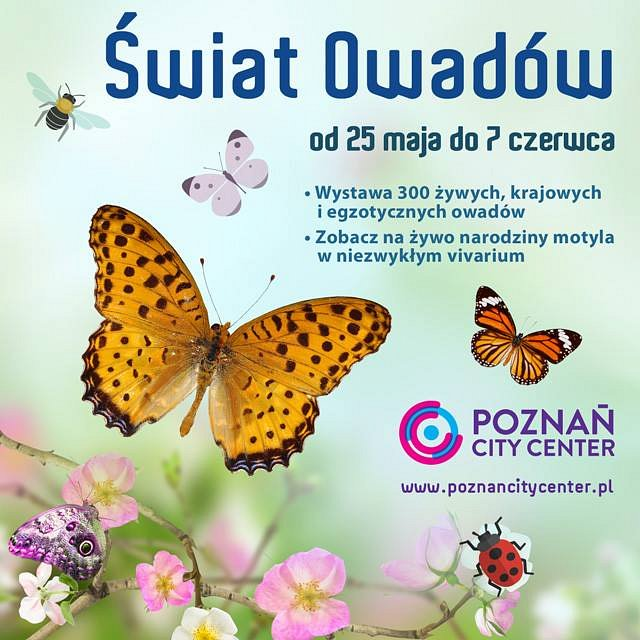 Świat Owadów
od 25 maja do 7 czerwca
• Wystawa 300 żywych, krajowych
i egzotycznych owadów
• Zobacz na żywo narodziny motyla
w niezwykłym vivarium
POZNAŃ
CITY CENTER
www.poznancitycenter.pl